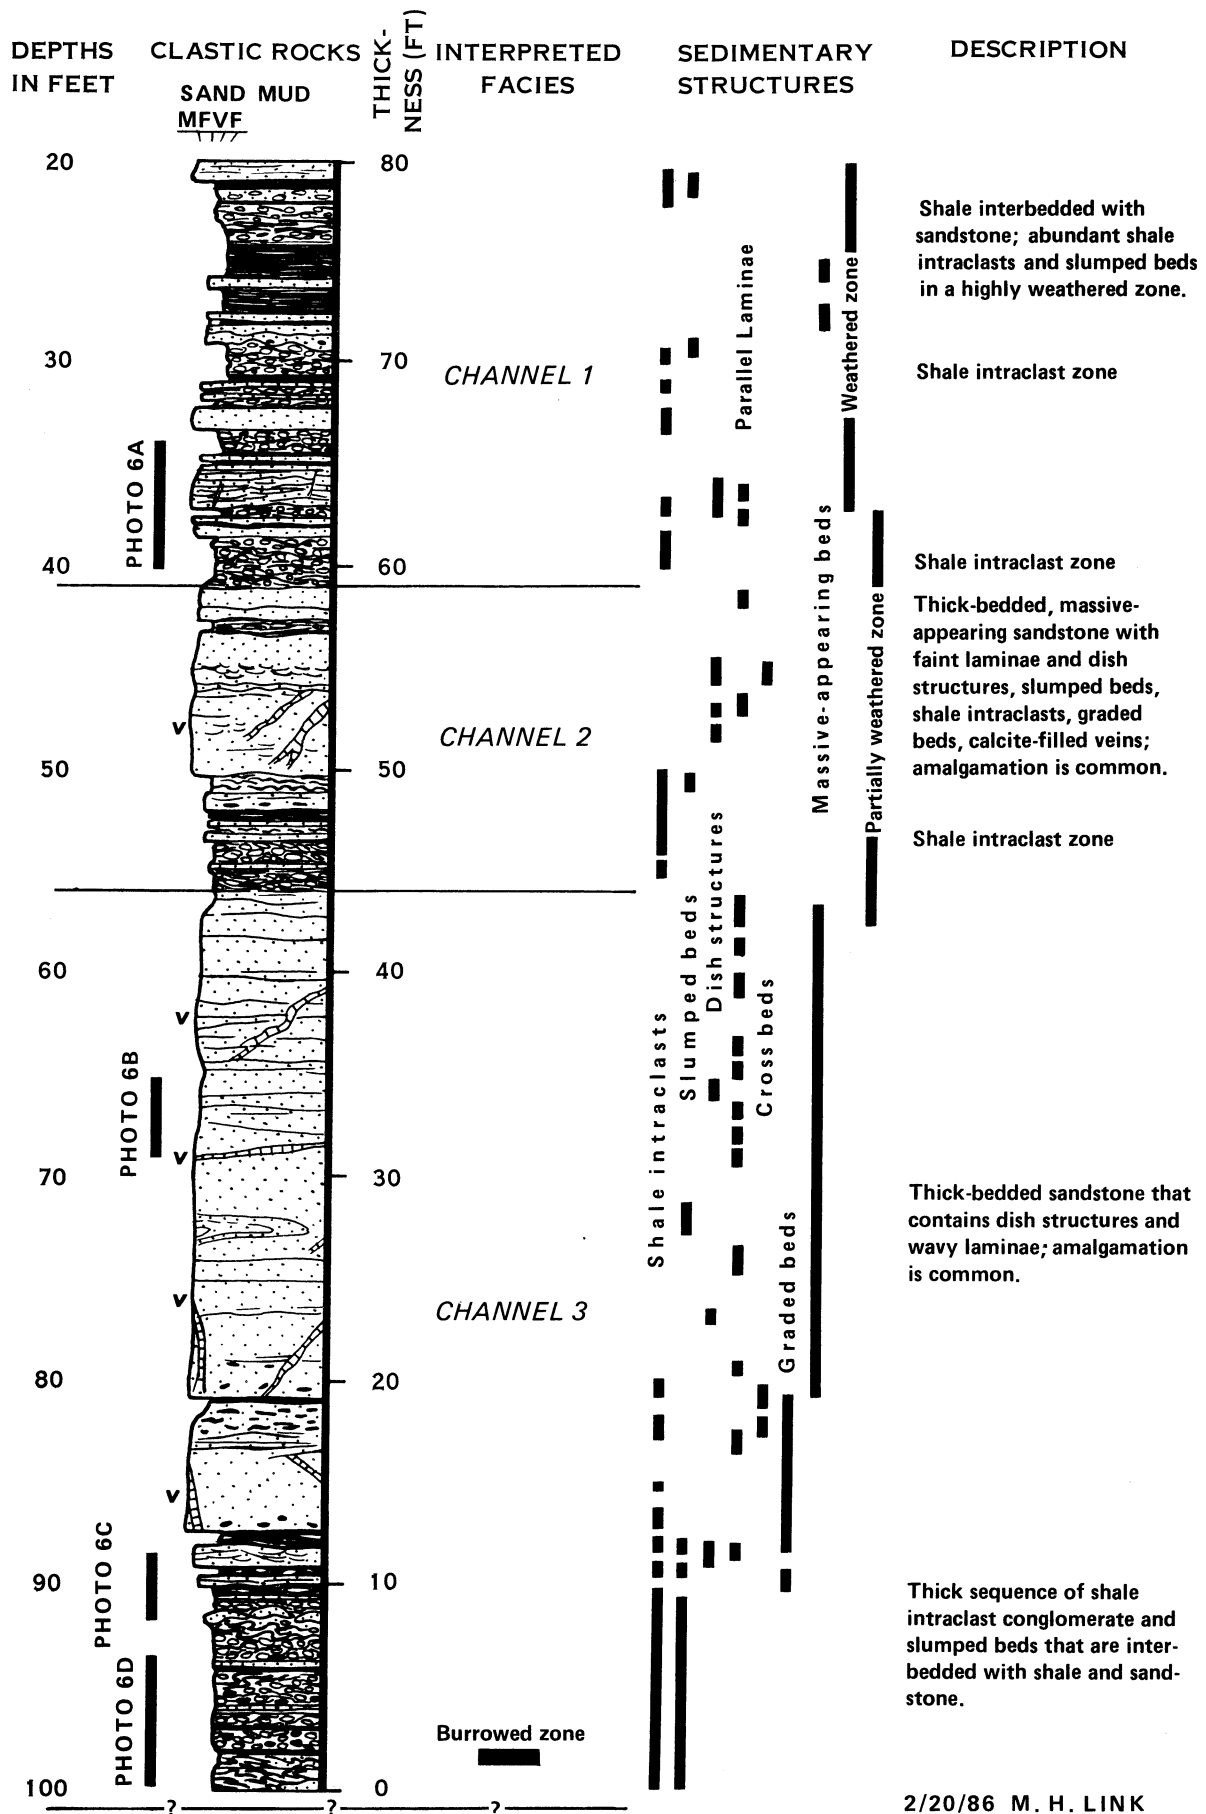 DEPTHS
IN FEET
CLASTIC ROCKS
SAND MUD
MFVF
THICK-
NESS (FT)
INTERPRETED
FACIES
SEDIMENTARY
STRUCTURES
DESCRIPTION
20
80
Shale interbedded with
sandstone; abundant shale
intraclasts and slumped beds
in a highly weathered zone.
Parallel Laminae
Weathered zone
30
70
CHANNEL 1
Shale intraclast zone
PHOTO 6A
Massive-appearing beds
40
60
Shale intraclast zone
Partially weathered zone
Thick-bedded, massive-
appearing sandstone with
faint laminae and dish
structures, slumped beds,
shale intraclasts, graded
beds, calcite-filled veins;
amalgamation is common.
v
CHANNEL 2
50
50
Shale intraclast zone
Dish structures
Slumped beds
60
40
Cross beds
Shale intraclasts
v
PHOTO 6B
v
70
30
Thick-bedded sandstone that
contains dish structures and
wavy laminae; amalgamation
is common.
Graded beds
v
CHANNEL 3
80
20
v
PHOTO 6C
90
10
Thick sequence of shale
intraclast conglomerate and
slumped beds that are inter-
bedded with shale and sand-
stone.
PHOTO 6D
Burrowed zone
100
0
? ? ?
2/20/86 M. H. LINK